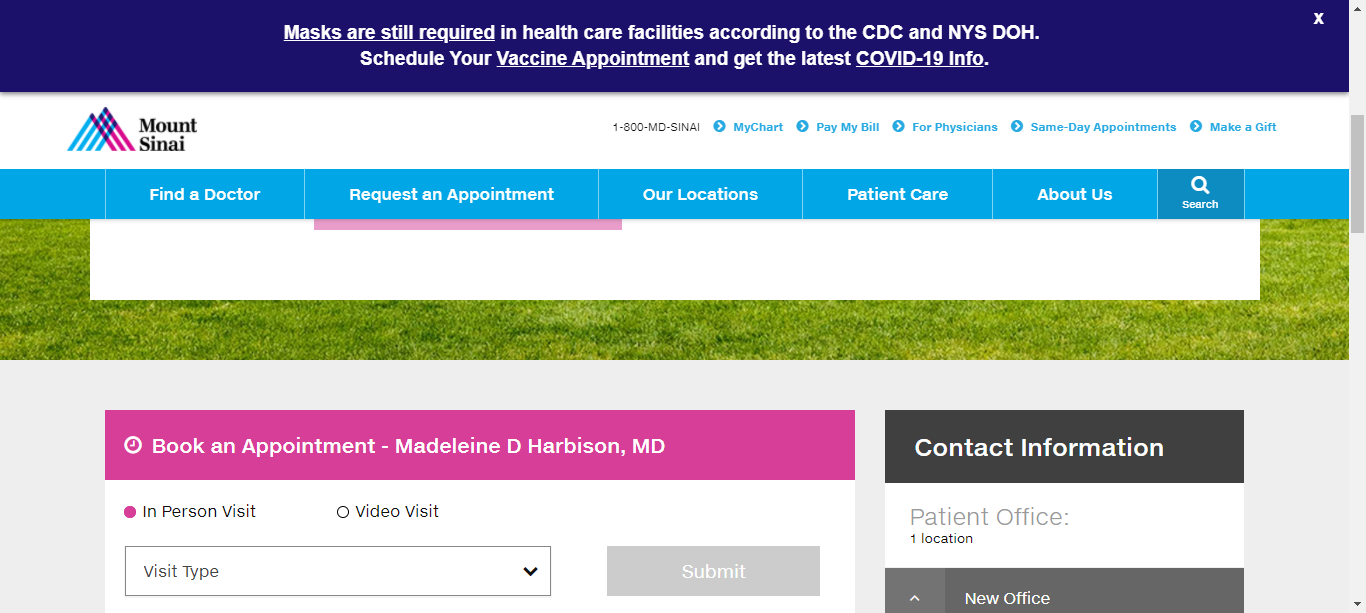 Masks are still required in health care facilities according to the CDC and NYS DOH.
X
Schedule Your Vaccine Appointment and get the latest COVID-19 Info.
Mount
Sinai
1-800-MD-SINAI MyChart Pay My Bill For Physicians Same-Day Appointments Make a Gift
Find a Doctor Request an Appointment Our Locations Patient Care About Us Search
Book an Appointment - Madeleine D Harbison, MD
In Person Visit Video Visit
Visit Type Submit
Contact Information
Patient Office:
1 location
New Office